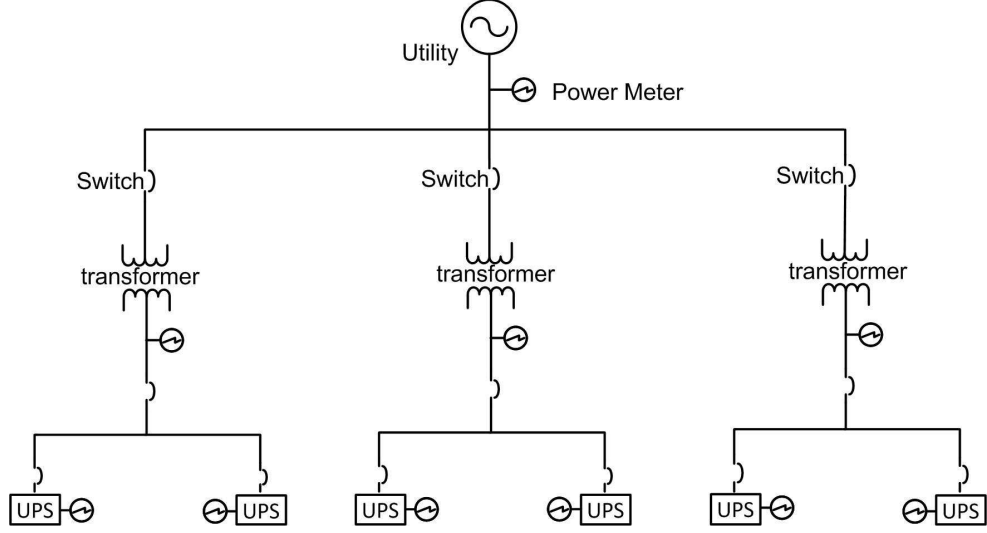 Utility
Power Meter
Switch
Switch
Switch
transformer
transformer
transformer
UPS
UPS
UPS
UPS
UPS
UPS